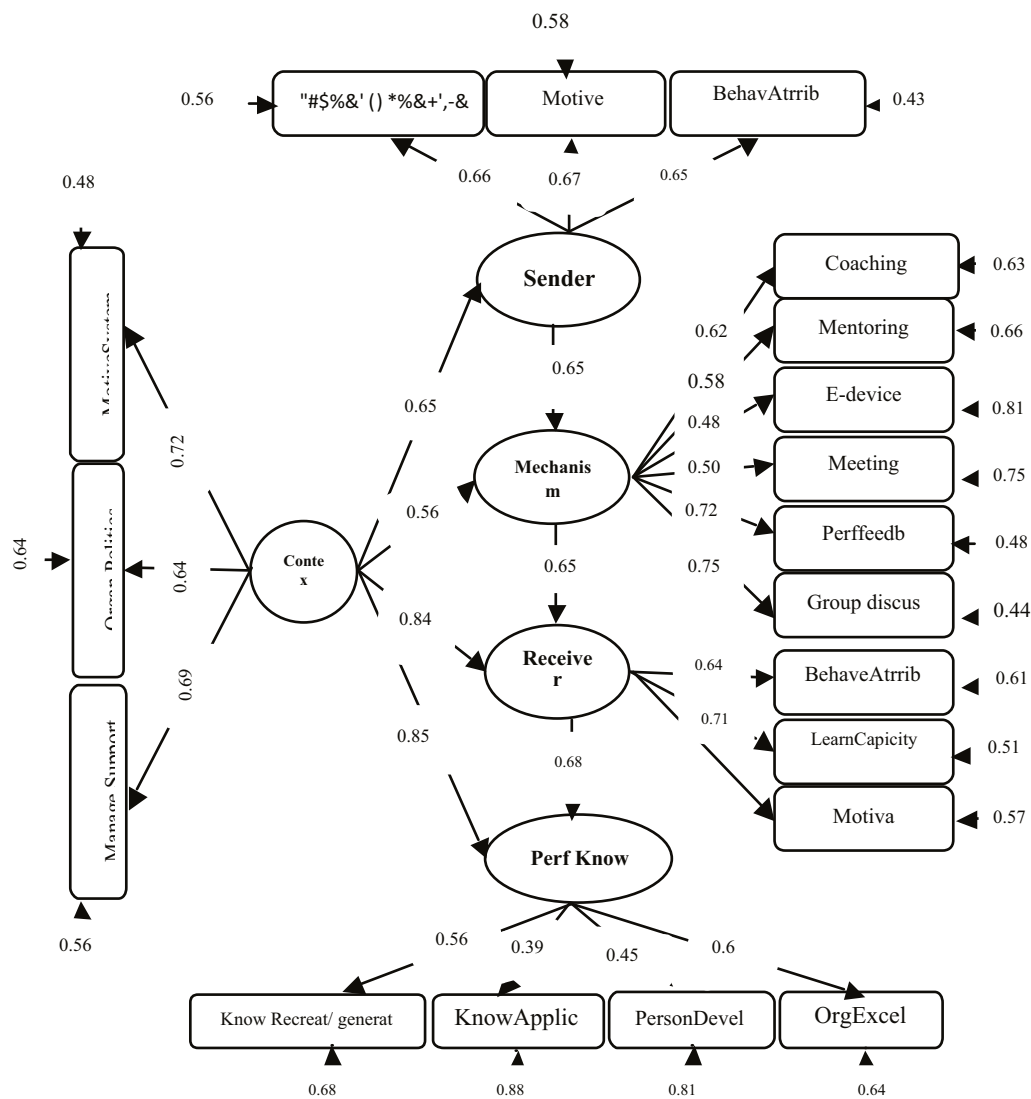 0.58
0.56
"#$%&' () *%&+',-&
Motive
BehavAtrrib
0.43
0.66
0.67
0.65
0.48
Sender
Coaching
0.63
0.62
Mentoring
0.66
0.65
0.58
E-device
0.81
0.65
0.48
0.72
Mechanis
m
0.50
Meeting
0.75
0.56
0.72
Perffeedb
0.48
0.64
0.64
Conte
x
0.65
0.75
Group discus
0.44
0.84
Receive
r
0.64
BehaveAtrrib
0.61
0.69
0.71
LearnCapicity
0.51
0.85
0.68
Motiva
0.57
Manage Support
Perf Know
0.56
0.56
0.39
0.45
0.6
Know Recreat/ generat
KnowApplic
PersonDevel
OrgExcel
0.68
0.88
0.81
0.64